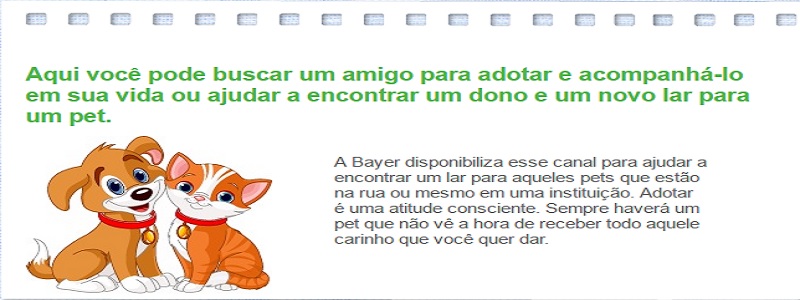 Aqui você pode buscar um amigo para adotar e acompanhá-lo
em sua vida ou ajudar a encontrar um dono e um novo lar para
um pet.
A Bayer disponibiliza esse canal para ajudar a
encontrar um lar para aqueles pets que estão
na rua ou mesmo em uma instituição. Adotar
é uma atitude consciente. Sempre haverá um
pet que não vê a hora de receber todo aquele
carinho que você quer dar.